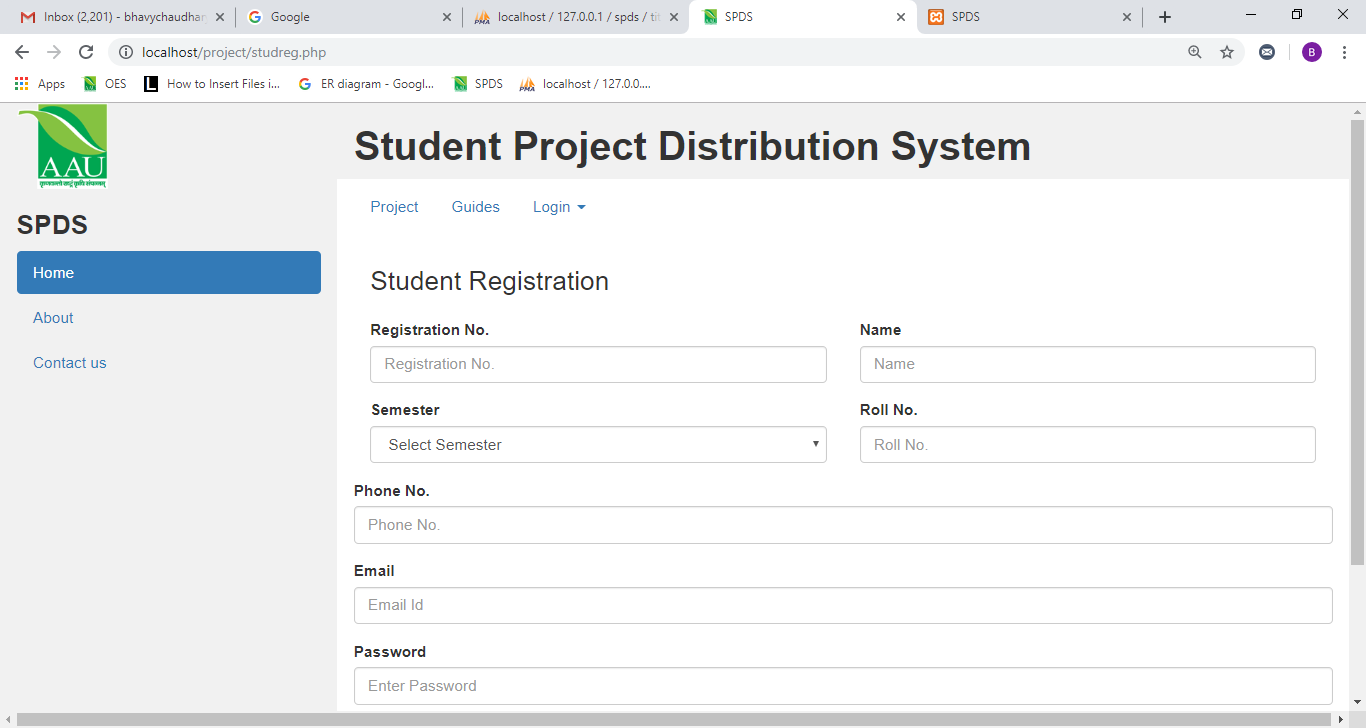 Inbox (2,201) - bhavychaudhar
Google
localhost / 127.0.0.1 / spds / tit
SPDS
SPDS
localhost/project/studreg.php
B
Apps
OES
How to Insert Files i...
ER diagram - Googl...
SPDS
localhost / 127.0.0....
AAU
Student Project Distribution System
Project
Guides
Login
SPDS
Home
About
Contact us
Student Registration
Registration No.
Name
Registration No.
Name
Semester
Roll No.
Select Semester
Roll No.
Phone No.
Phone No.
Email
Email Id
Password
Enter Password